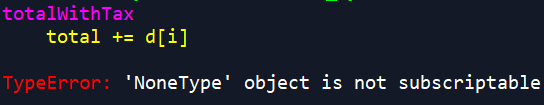 totalWithTax
    total += d[i]
TypeError: 'NoneType' object is not subscriptable